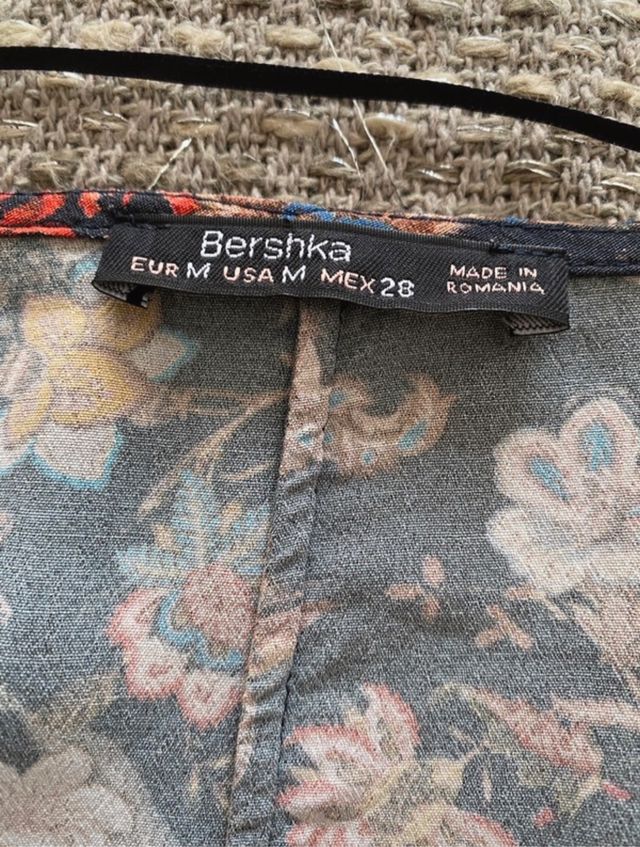 Bershka
EUR M USA M MEX 28
MADE IN
ROMANIA